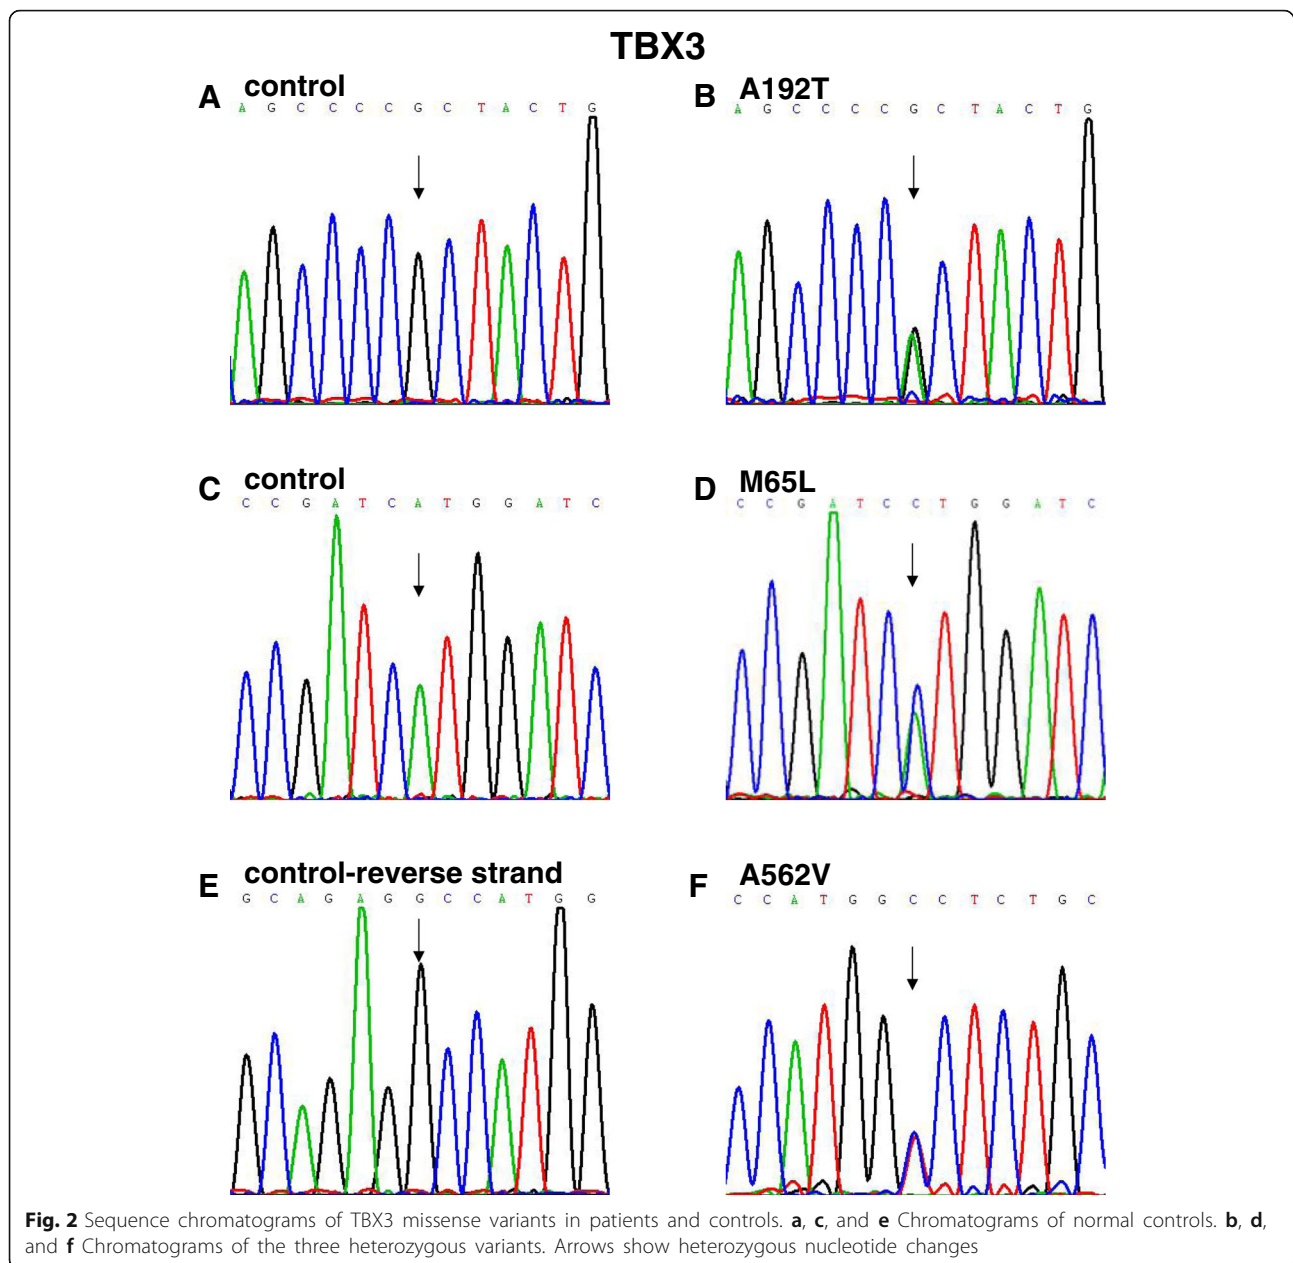 TBX3
A control
A G C C C C G C T A C T G
B A192T
A G C C C C G C T A C T G
C control
C C G A T C A T G G A T C
D M65L
C C G A T C C T G G A T C
E control-reverse strand
G C A G A G G C C A T G G
F A562V
C C A T G G C C T C T G C
Fig. 2 Sequence chromatograms of TBX3 missense variants in patients and controls. a, c, and e Chromatograms of normal controls. b, d,
and f Chromatograms of the three heterozygous variants. Arrows show heterozygous nucleotide changes